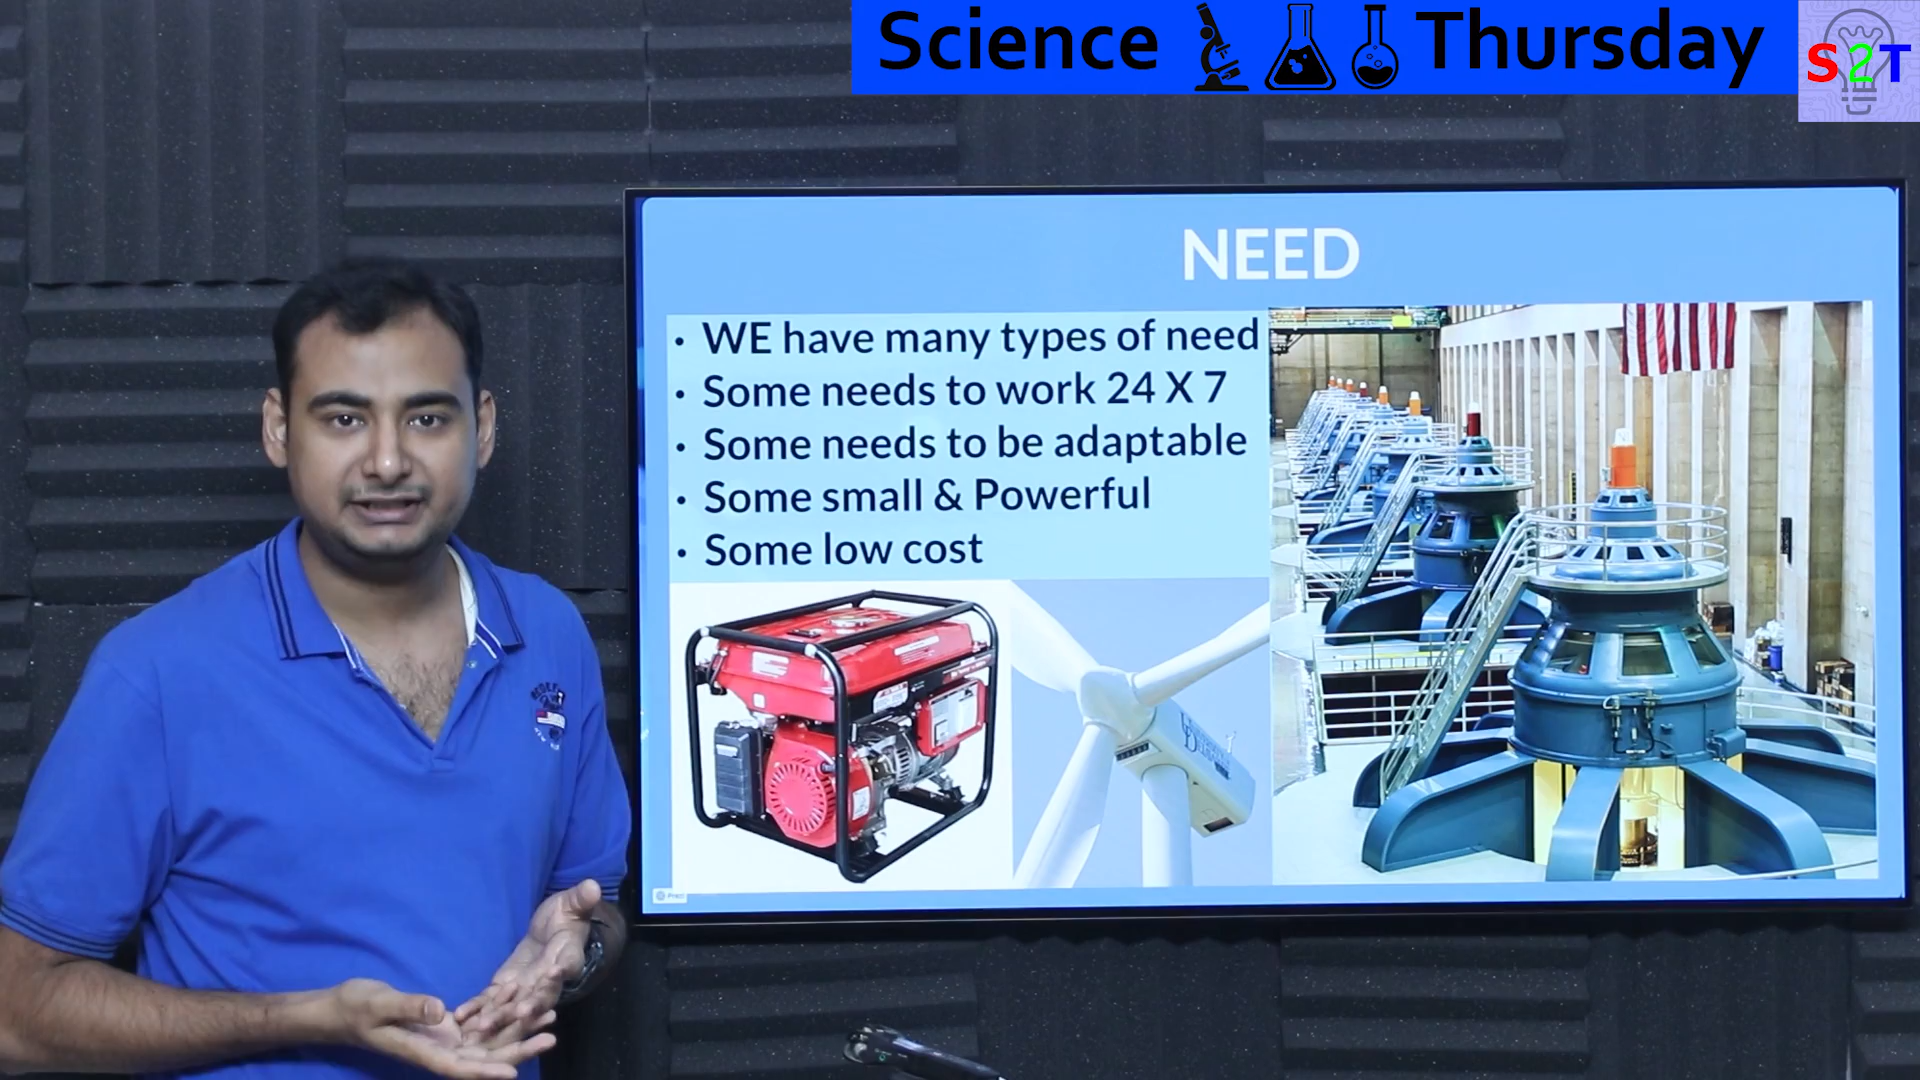 Science Thursday
S2T
NEED
• WE have many types of need
• Some needs to work 24 X 7
• Some needs to be adaptable
• Some small & Powerful
• Some low cost
Prezi